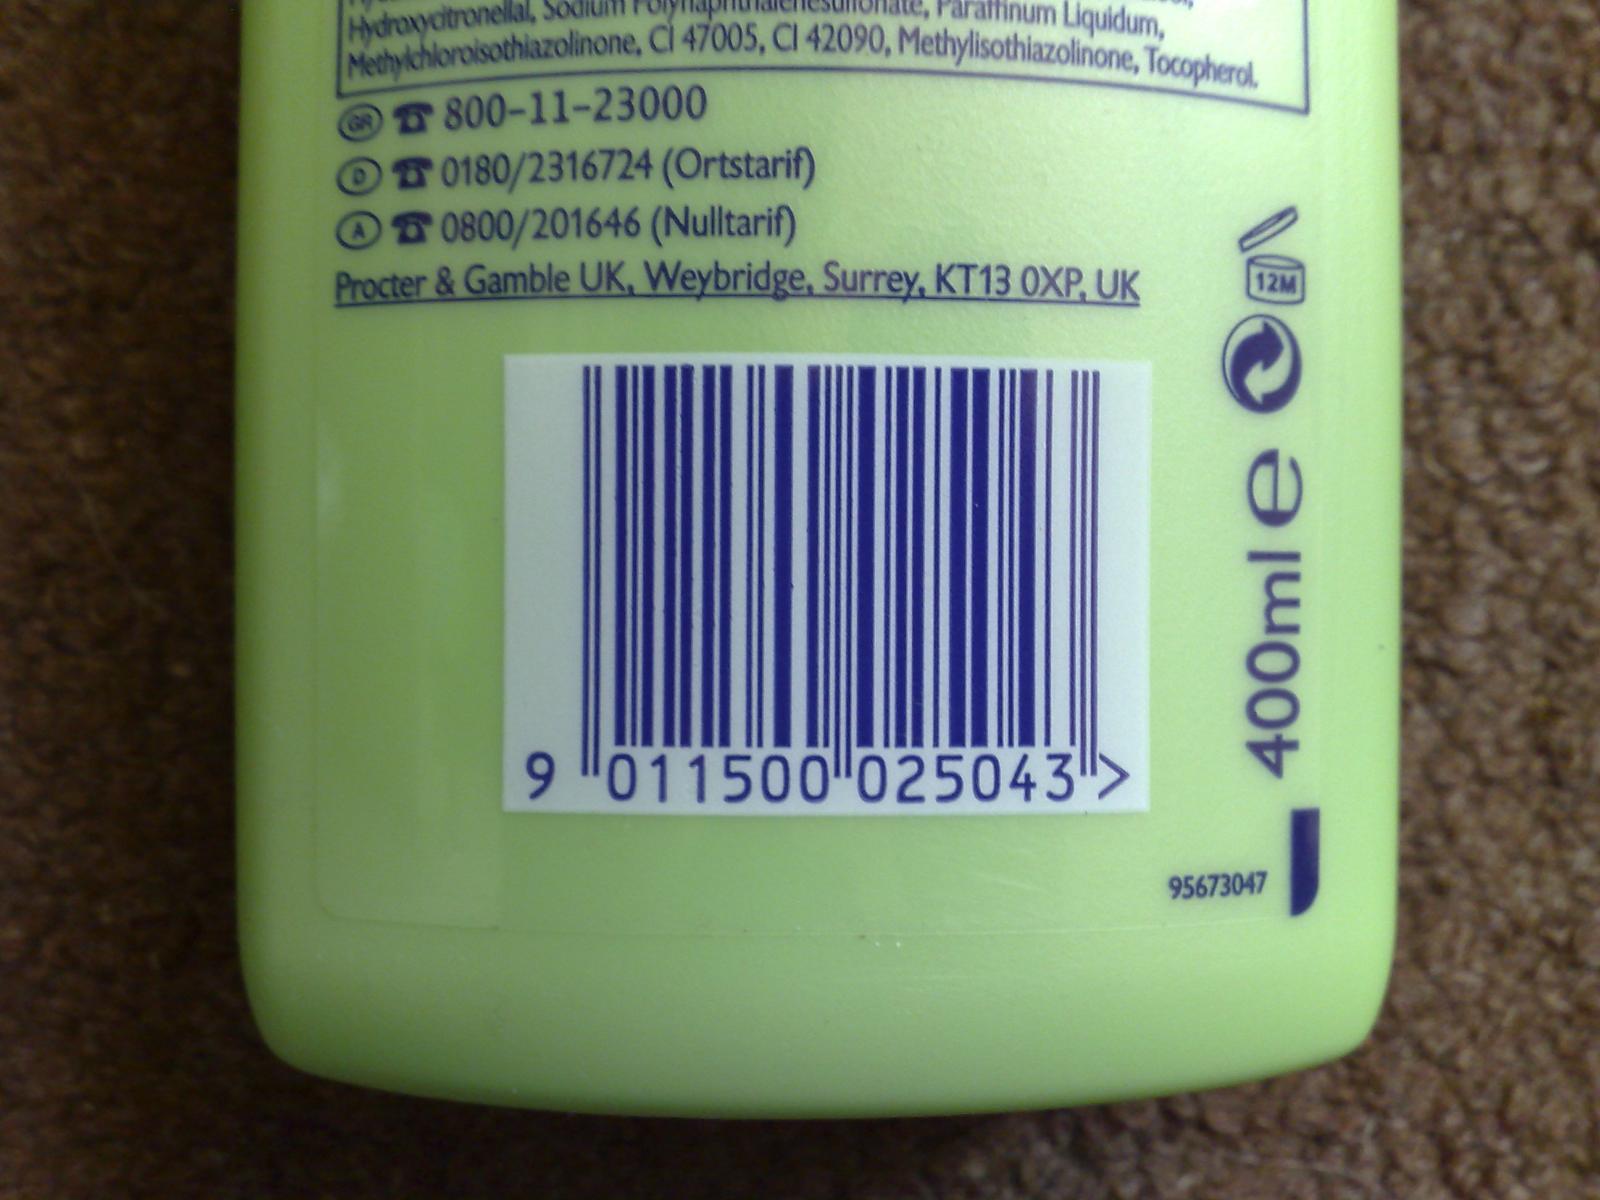 Hydroxycitronellal, Sodium Polynaphthalenesulfonate, Paraffinum Liquidum,
Methylchloroisothiazolinone, CI 47005, CI 42090, Methylisothiazolinone, Tocopherol.
GR ☎ 800-11-23000
D ☎ 0180/2316724 (Ortstarif)
A ☎ 0800/201646 (Nulltarif)
Procter & Gamble UK, Weybridge, Surrey, KT13 0XP, UK
12M
400ml e
9 011500 025043 >
95673047